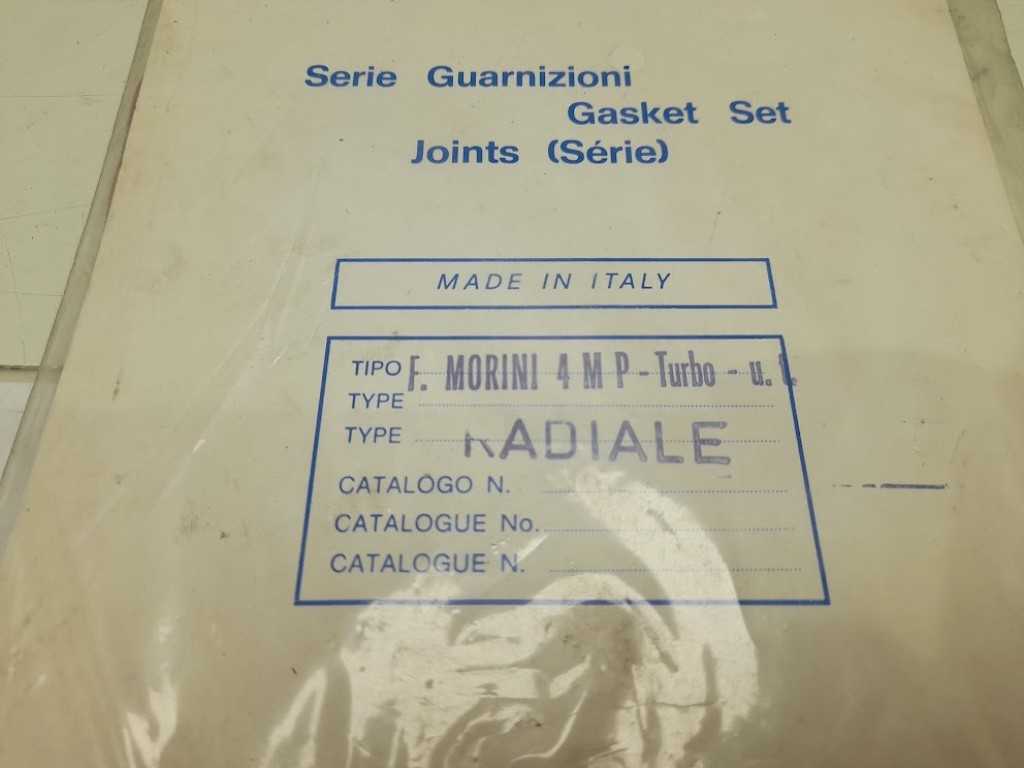 Serie Guarnizioni
Gasket Set
Joints (Série)
MADE IN ITALY
TIPO F. MORINI 4 M P - Turbo - u. t.
TYPE
TYPE RADIALE
CATALOGO N.
CATALOGUE No.
CATALOGUE N.